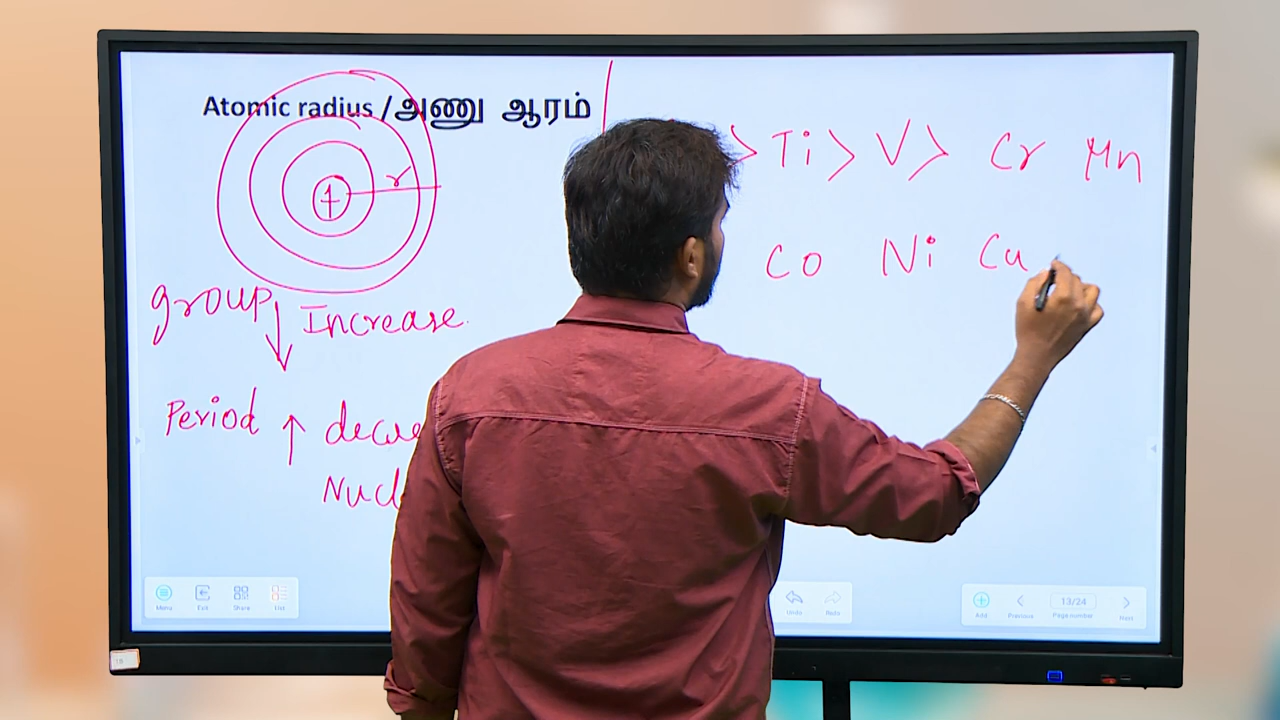 Atomic radius /அணு ஆரம்
r
group ↓ Increase
Period ↑
> Ti > V > Cr Mn
Co Ni Cu
Menu Exit Share List
Undo Redo
Add Previous 13/24 Page number Next